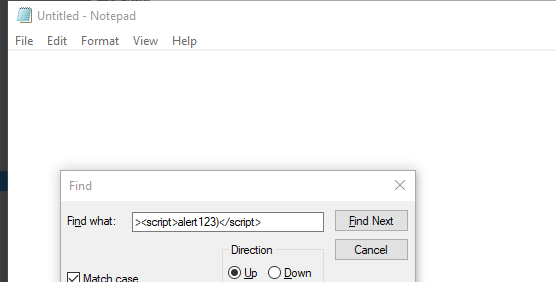 Untitled - Notepad
File Edit Format View Help
Find
Find what: ><script>alert123)</script> Find Next
Cancel
Direction
Match case Up Down